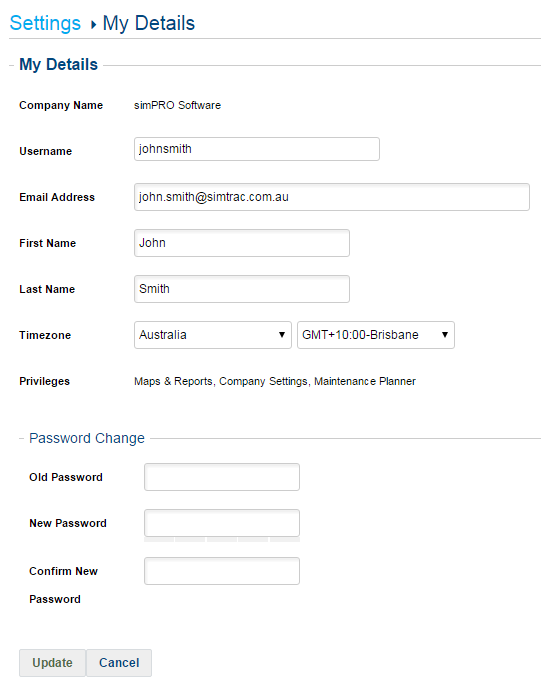 Settings ▸ My Details
My Details
Company Name simPRO Software
Username johnsmith
Email Address john.smith@simtrac.com.au
First Name John
Last Name Smith
Timezone Australia ▼ GMT+10:00-Brisbane ▼
Privileges Maps & Reports, Company Settings, Maintenance Planner
Password Change
Old Password
New Password
Confirm New
Password
Update Cancel